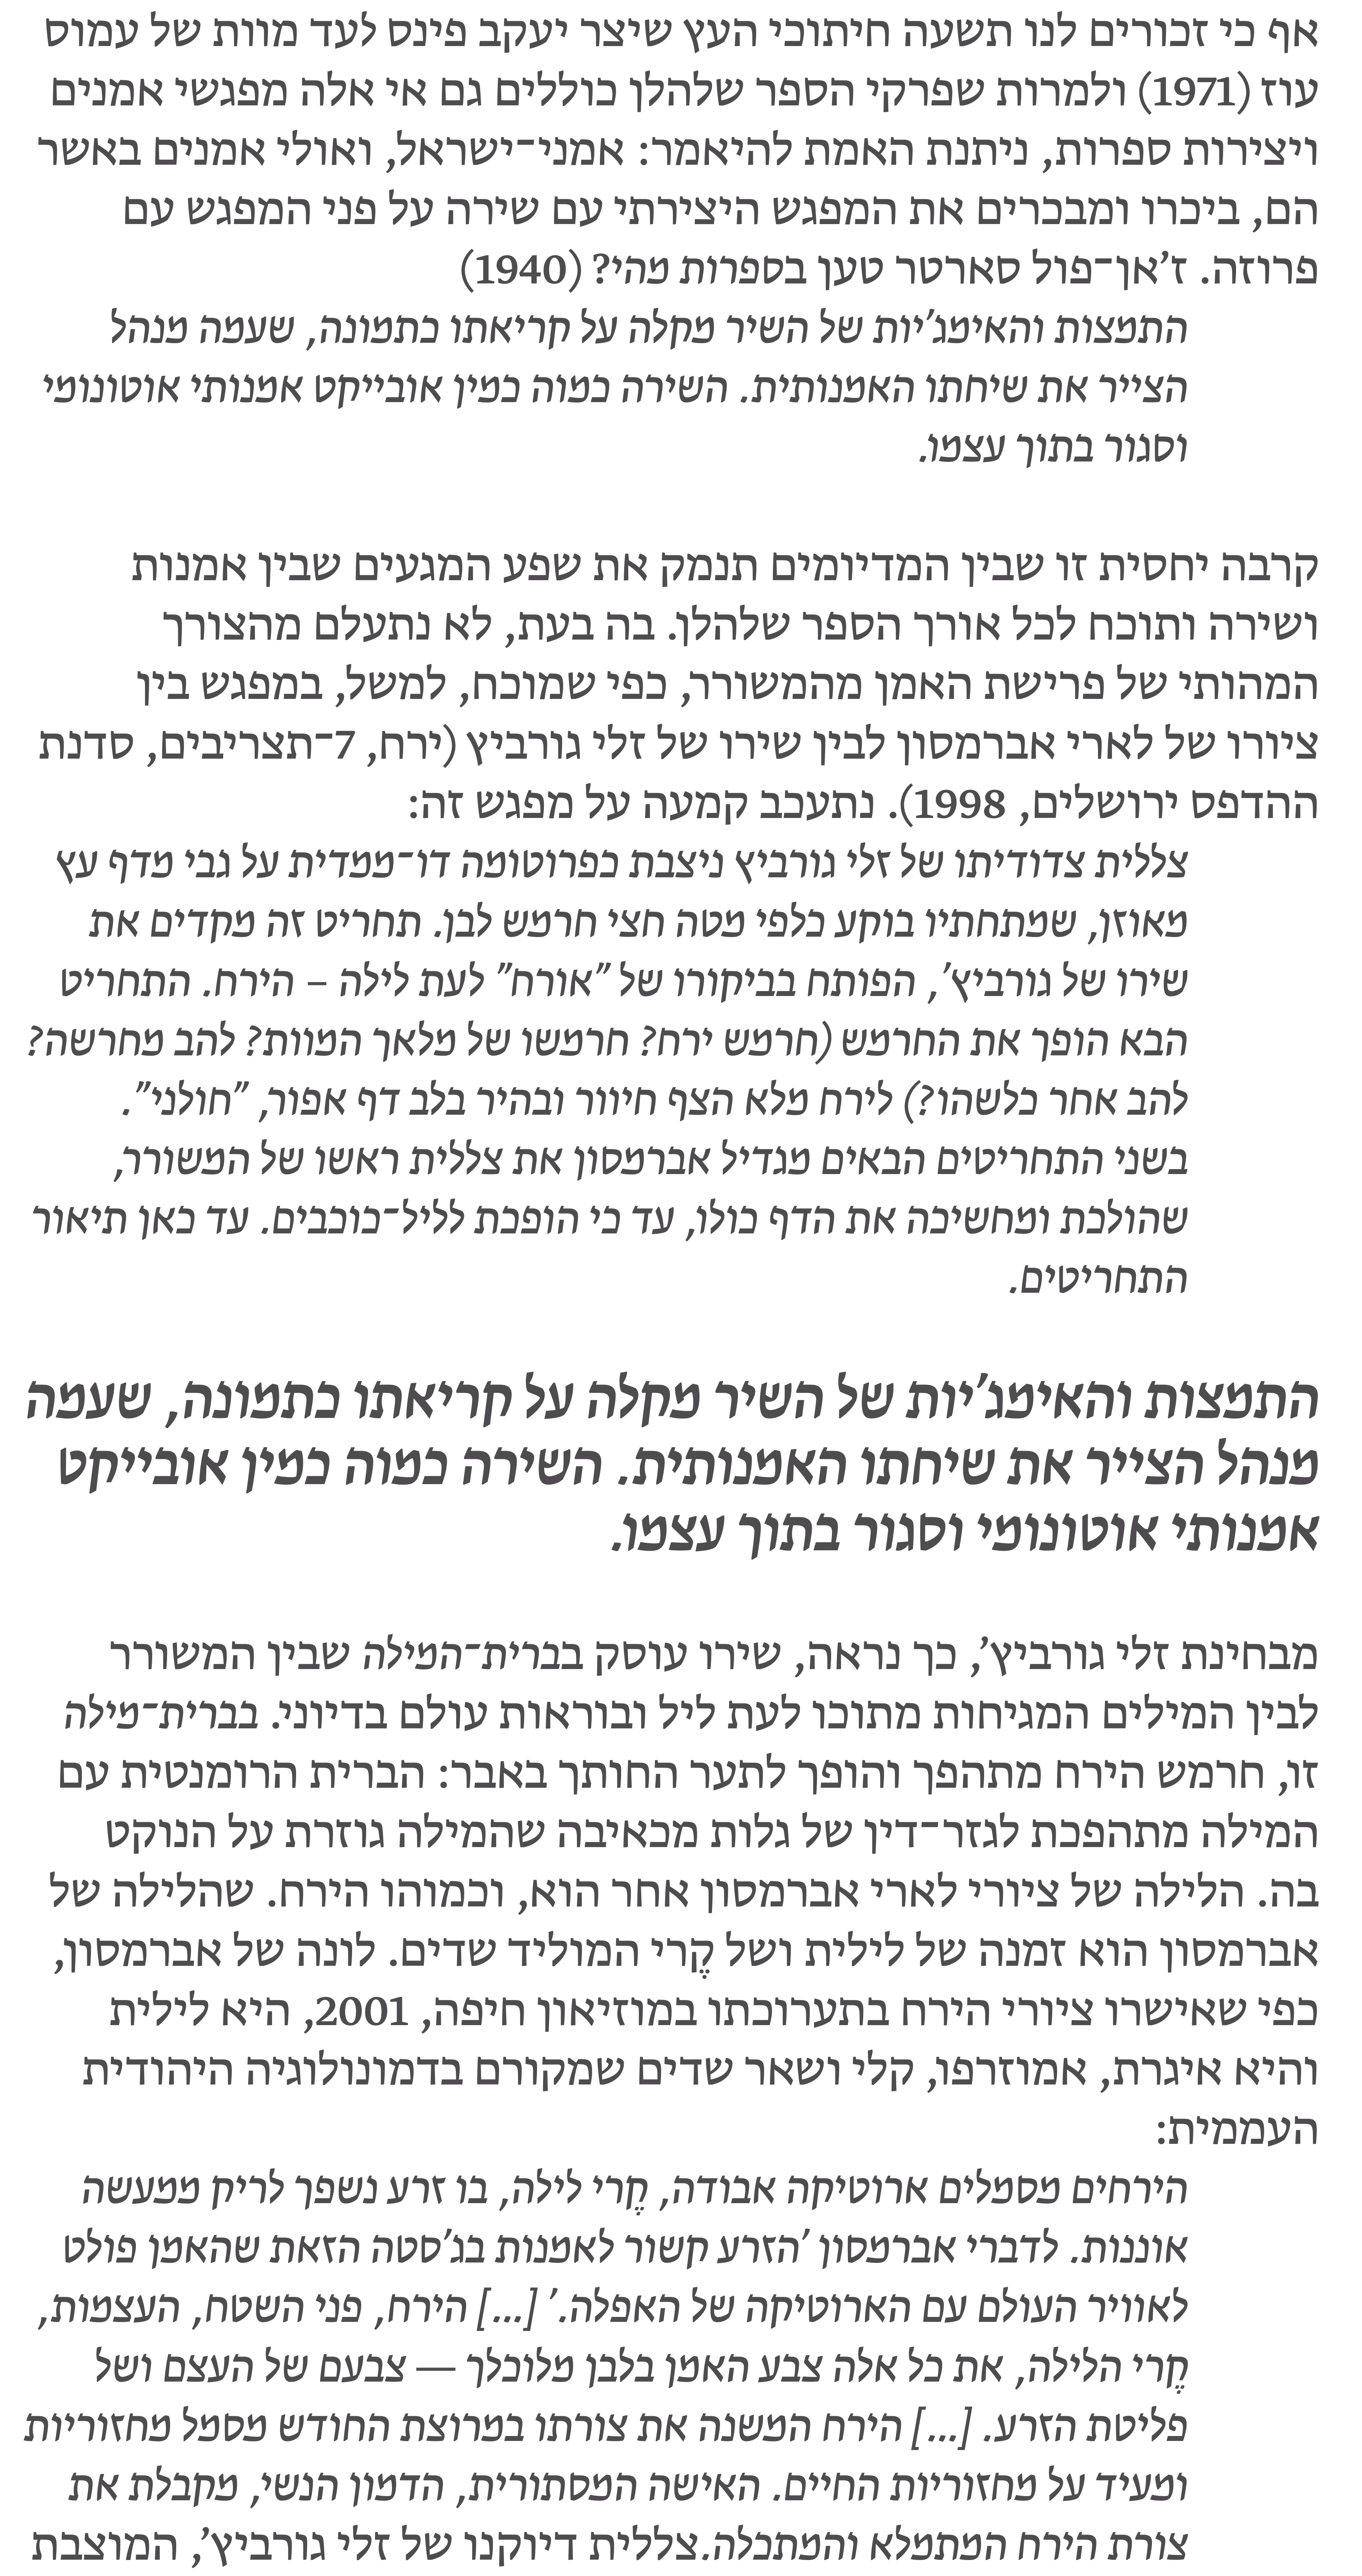 אף כי זכורים לנו תשעה חיתוכי העץ שיצר יעקב פינס לעד מוות של עמוס
עוז (1971) ולמרות שפרקי הספר שלהלן כוללים גם אי אלה מפגשי אמנים
ויצירות ספרות, ניתנת האמת להיאמר: אמני־ישראל, ואולי אמנים באשר
הם, ביכרו ומבכרים את המפגש היצירתי עם שירה על פני המפגש עם
פרוזה. ז'אן־פול סארטר טען בספרות מהי? (1940)
התמצות והאימג'יות של השיר מקלה על קריאתו כתמונה, שעמה מנהל
הצייר את שיחתו האמנותית. השירה כמוה כמין אובייקט אמנותי אוטונומי
וסגור בתוך עצמו.
קרבה יחסית זו שבין המדיומים תנמק את שפע המגעים שבין אמנות
ושירה ותוכח לכל אורך הספר שלהלן. בה בעת, לא נתעלם מהצורך
המהותי של פרישת האמן מהמשורר, כפי שמוכח, למשל, במפגש בין
ציורו של לארי אברמסון לבין שירו של זלי גורביץ (ירח, 7־תצריבים, סדנת
ההדפס ירושלים, 1998). נתעכב קמעה על מפגש זה:
צללית צדודיתו של זלי גורביץ ניצבת כפרוטומה דו־ממדית על גבי מדף עץ
מאוזן, שמתחתיו בוקע כלפי מטה חצי חרמש לבן. תחריט זה מקדים את
שירו של גורביץ', הפותח בביקורו של "אורח" לעת לילה – הירח. התחריט
הבא הופך את החרמש (חרמש ירח? חרמשו של מלאך המוות? להב מחרשה?
להב אחר כלשהו?) לירח מלא הצף חיוור ובהיר בלב דף אפור, "חולני".
בשני התחריטים הבאים מגדיל אברמסון את צללית ראשו של המשורר,
שהולכת ומחשיכה את הדף כולו, עד כי הופכת לליל־כוכבים. עד כאן תיאור
התחריטים.
התמצות והאימג'יות של השיר מקלה על קריאתו כתמונה, שעמה
מנהל הצייר את שיחתו האמנותית. השירה כמוה כמין אובייקט
אמנותי אוטונומי וסגור בתוך עצמו.
מבחינת זלי גורביץ', כך נראה, שירו עוסק בברית־המילה שבין המשורר
לבין המילים המגיחות מתוכו לעת ליל ובוראות עולם בדיוני. בברית־מילה
זו, חרמש הירח מתהפך והופך לתער החותך באבר: הברית הרומנטית עם
המילה מתהפכת לגזר־דין של גלות מכאיבה שהמילה גוזרת על הנוקט
בה. הלילה של ציורי לארי אברמסון אחר הוא, וכמוהו הירח. שהלילה של
אברמסון הוא זמנה של לילית ושל קֶרי המוליד שדים. לונה של אברמסון,
כפי שאישרו ציורי הירח בתערוכתו במוזיאון חיפה, 2001, היא לילית
והיא איגרת, אמוזרפו, קלי ושאר שדים שמקורם בדמונולוגיה היהודית
העממית:
הירחים מסמלים ארוטיקה אבודה, קֶרי לילה, בו זרע נשפך לריק ממעשה
אוננות. לדברי אברמסון 'הזרע קשור לאמנות בג'סטה הזאת שהאמן פולט
לאוויר העולם עם הארוטיקה של האפלה.' [...] הירח, פני השטח, העצמות,
קֶרי הלילה, את כל אלה צבע האמן בלבן מלוכלך — צבעם של העצם ושל
פליטת הזרע. [...] הירח המשנה את צורתו במרוצת החודש מסמל מחזוריות
ומעיד על מחזוריות החיים. האישה המסתורית, הדמון הנשי, מקבלת את
צורת הירח המתמלא והמתכלה.צללית דיוקנו של זלי גורביץ', המוצבת